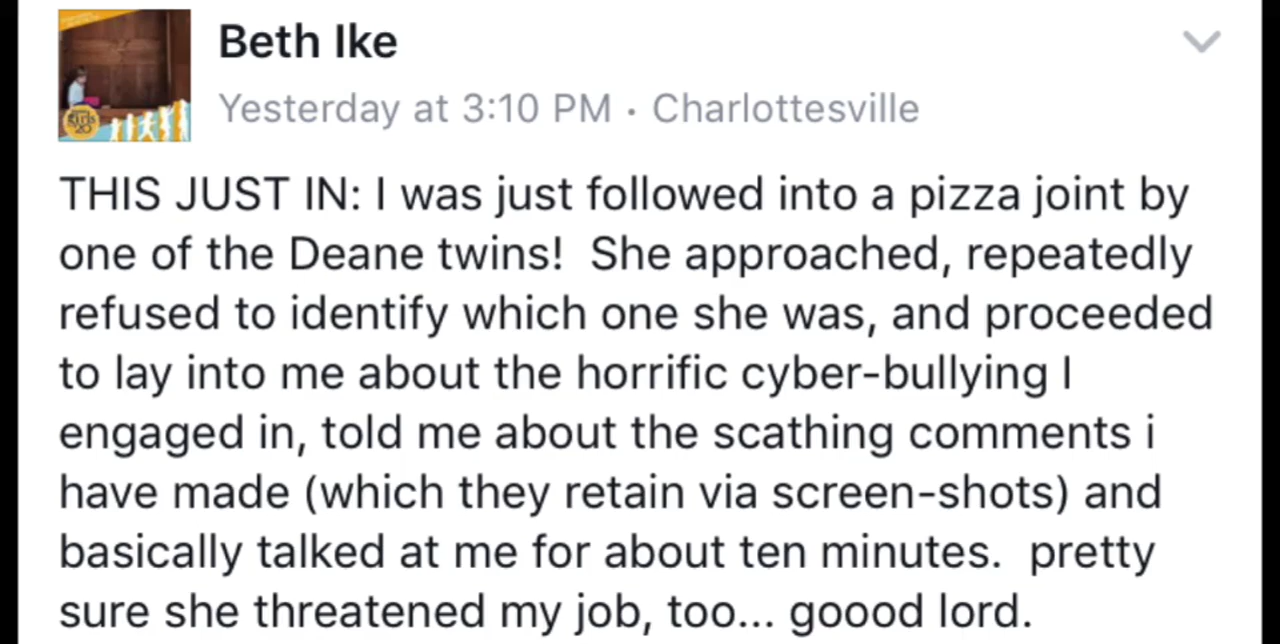 Beth Ike
Yesterday at 3:10 PM · Charlottesville
THIS JUST IN: I was just followed into a pizza joint by
one of the Deane twins!  She approached, repeatedly
refused to identify which one she was, and proceeded
to lay into me about the horrific cyber-bullying I
engaged in, told me about the scathing comments i
have made (which they retain via screen-shots) and
basically talked at me for about ten minutes.  pretty
sure she threatened my job, too... goood lord.
girls
20